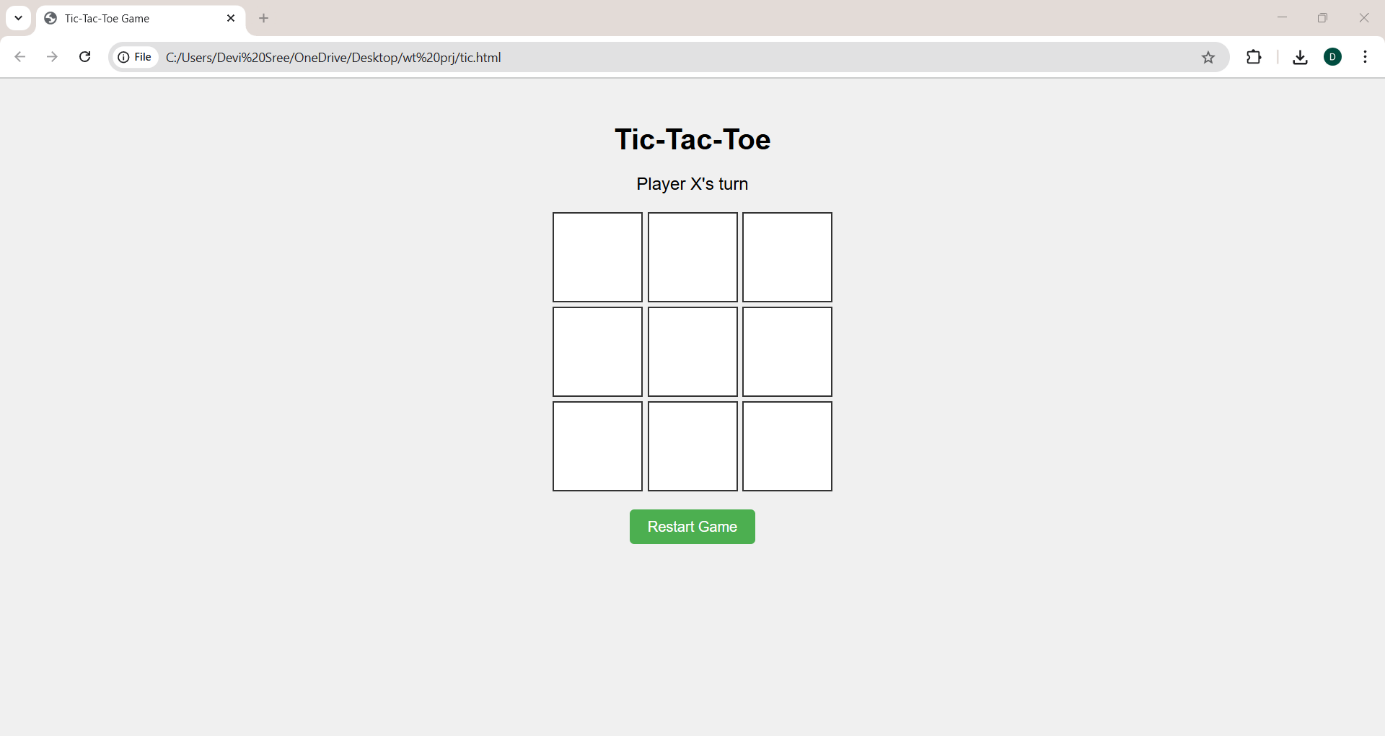 Tic-Tac-Toe Game
File C:/Users/Devi%20Sree/OneDrive/Desktop/wt%20prj/tic.html
D
Tic-Tac-Toe
Player X's turn
Restart Game